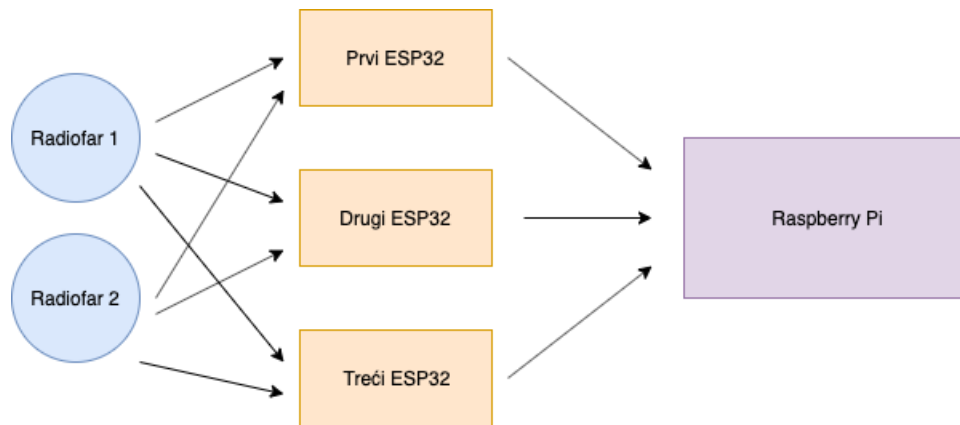 Radiofar 1
Radiofar 2
Prvi ESP32
Drugi ESP32
Treći ESP32
Raspberry Pi